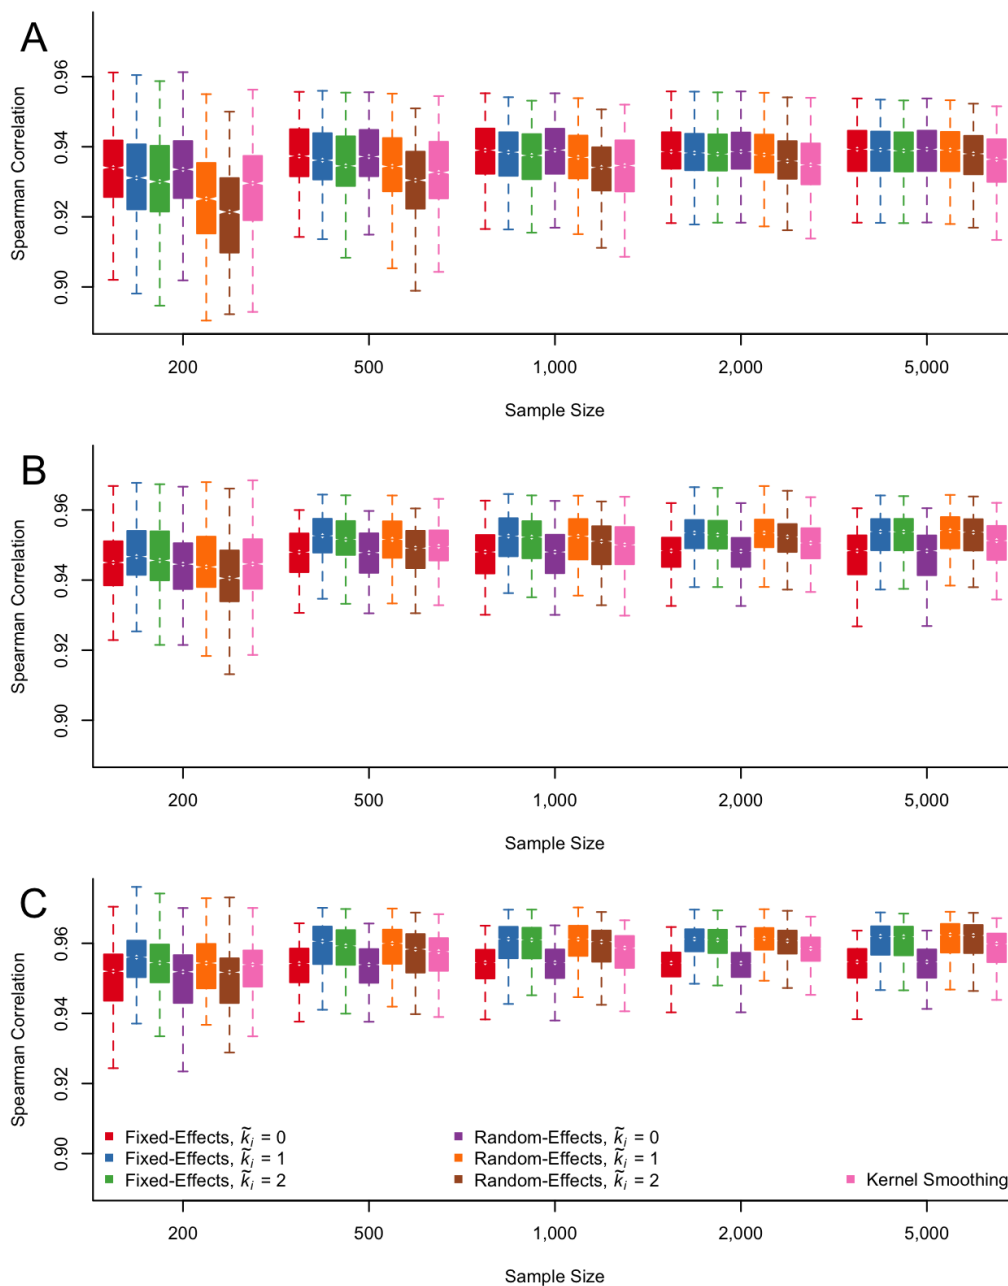 A
Spearman Correlation
0.96
0.94
0.92
0.90
200 500 1,000 2,000 5,000
Sample Size
B
Spearman Correlation
0.96
0.94
0.92
0.90
200 500 1,000 2,000 5,000
Sample Size
C
Spearman Correlation
0.96
0.94
0.92
0.90
Fixed-Effects, k̃ᵢ = 0 Random-Effects, k̃ᵢ = 0
Fixed-Effects, k̃ᵢ = 1 Random-Effects, k̃ᵢ = 1
Fixed-Effects, k̃ᵢ = 2 Random-Effects, k̃ᵢ = 2 Kernel Smoothing
200 500 1,000 2,000 5,000
Sample Size